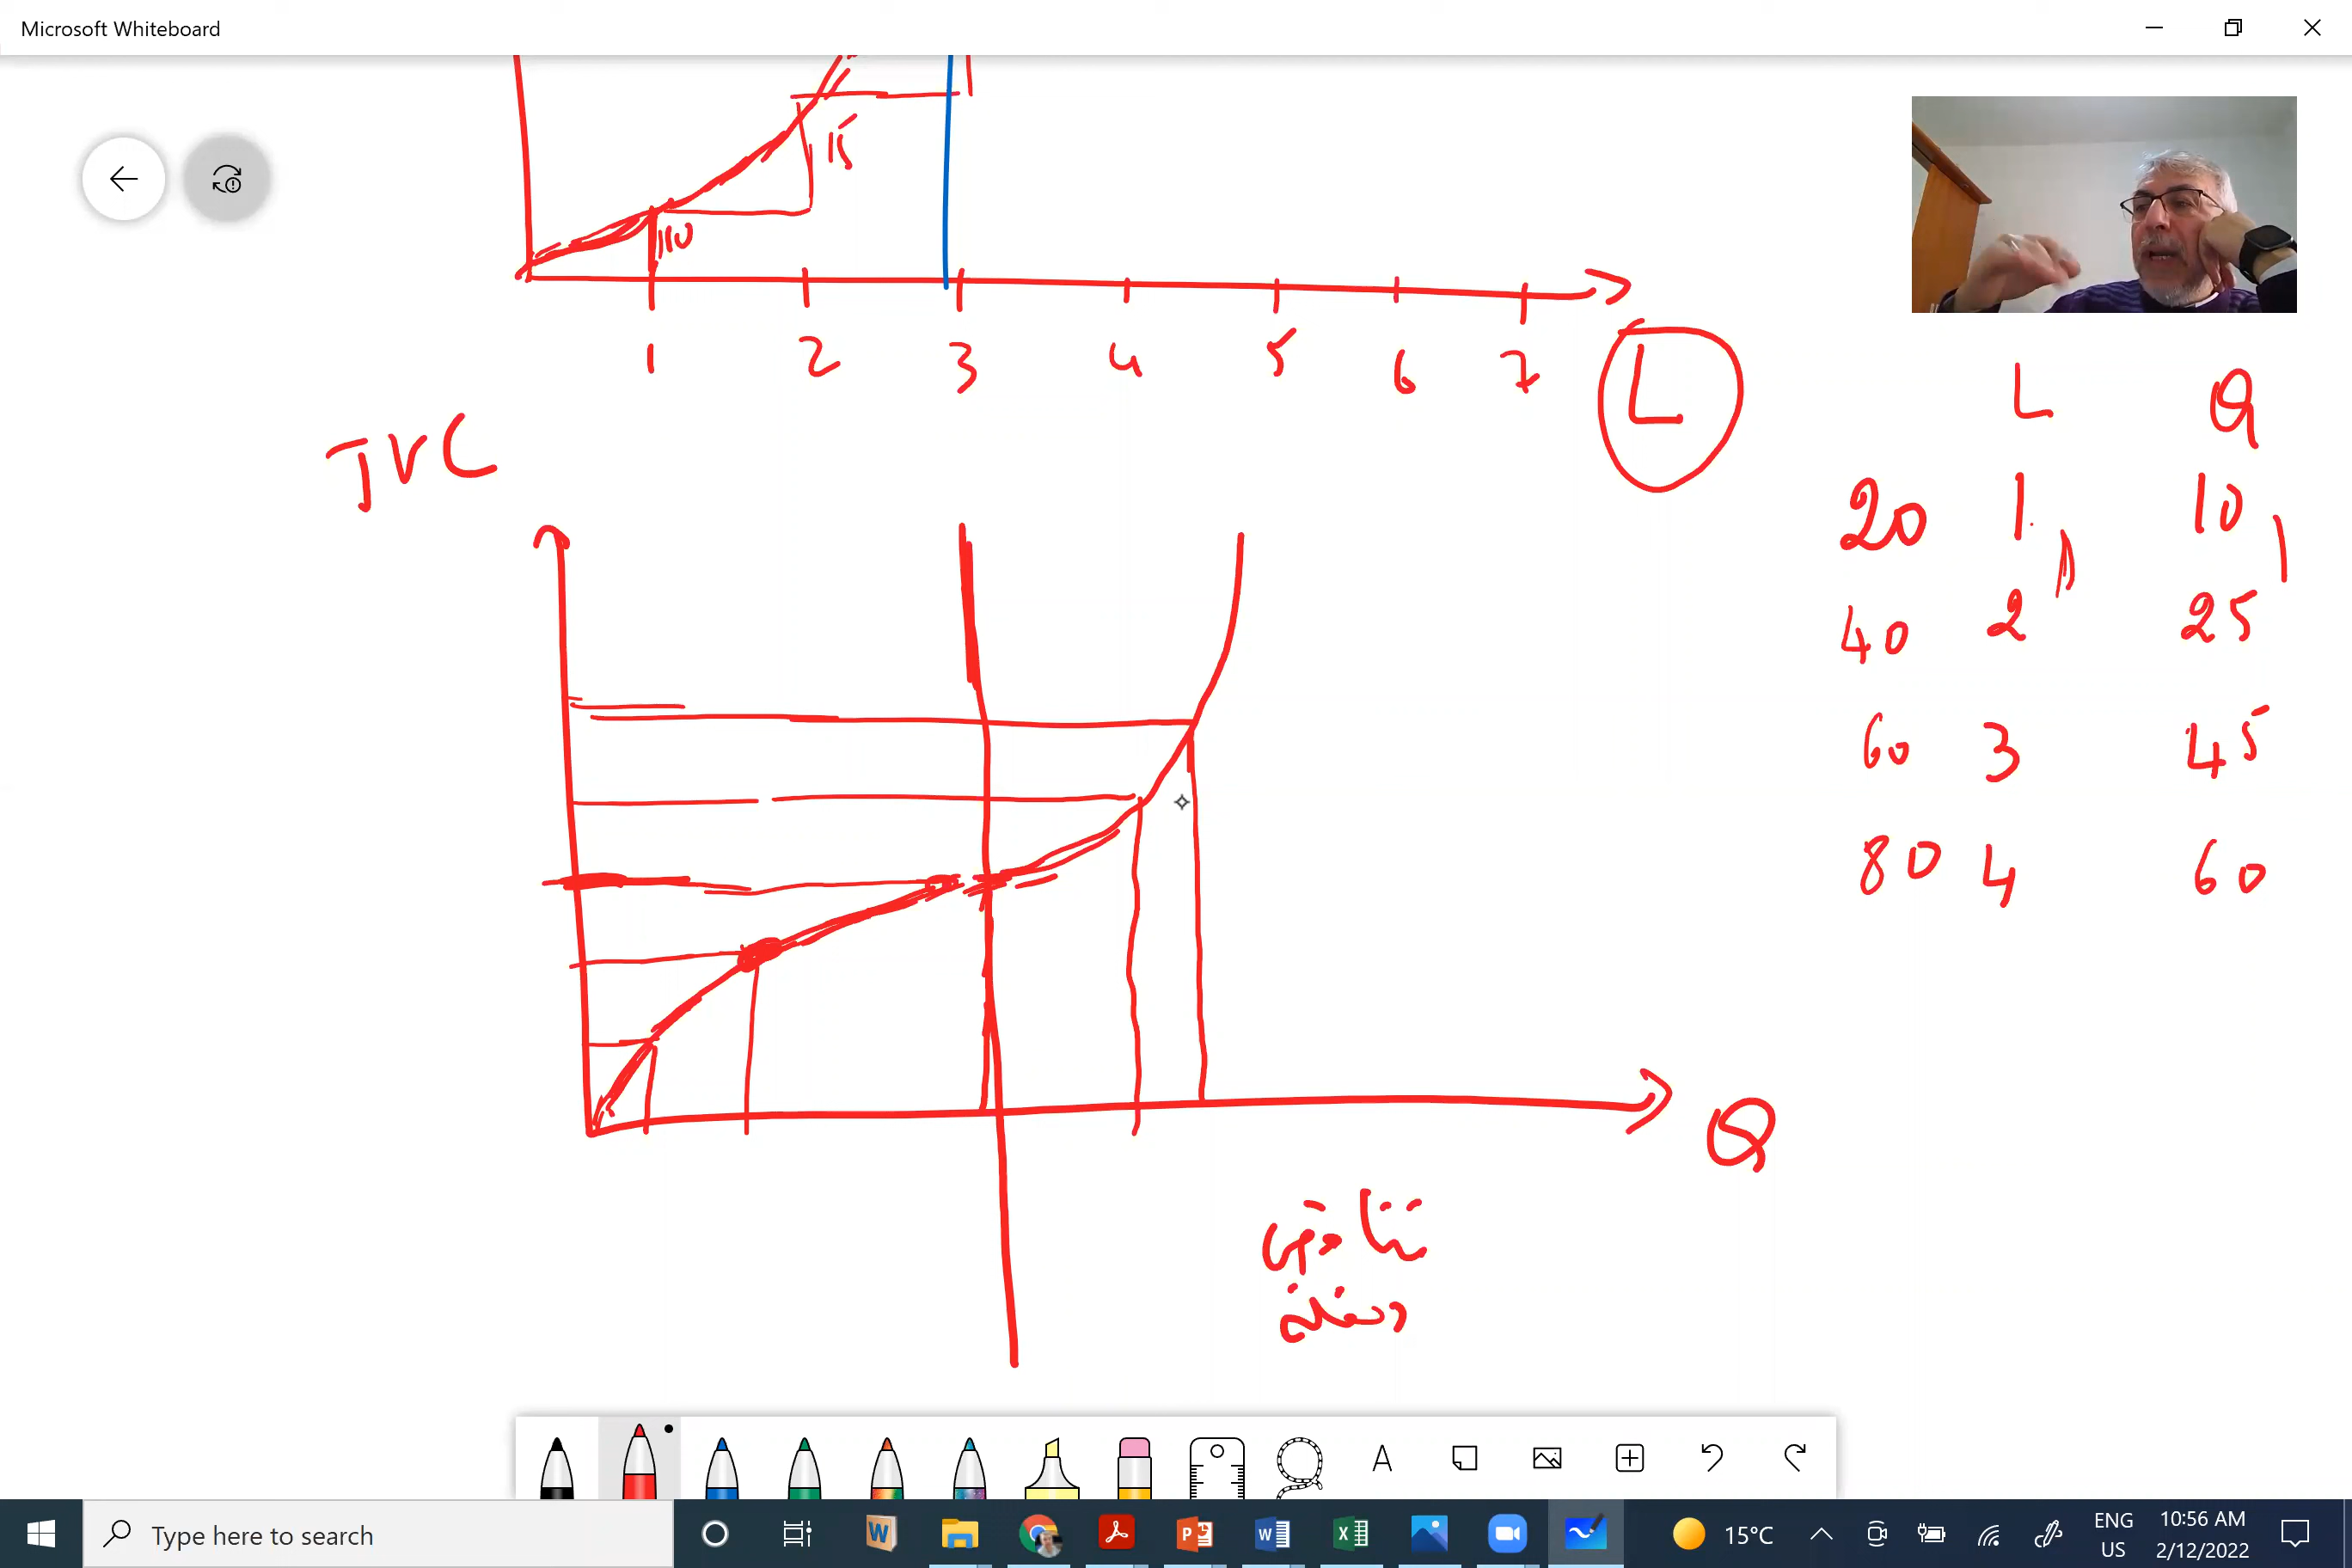 Microsoft Whiteboard
15
10
1 2 3 4 5 6 7
L
TVC
L Q
20 1 10
40 2 25
60 3 45
80 4 60
Q
تناقص
Type here to search
15°C
ENG
US
10:56 AM
2/12/2022